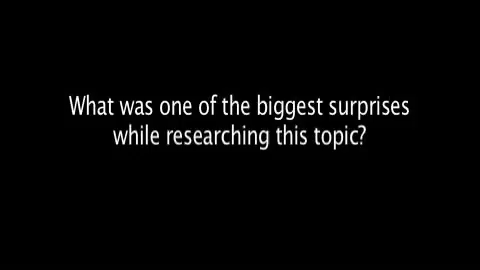 What was one of the biggest surprises
while researching this topic?